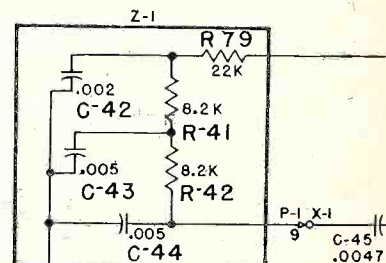 Z-1
R 79
22K
.002
C-42
8.2K
R-41
.005
C-43
8.2K
R-42
.005
C-44
P-1 X-1
9
C-45
.0047